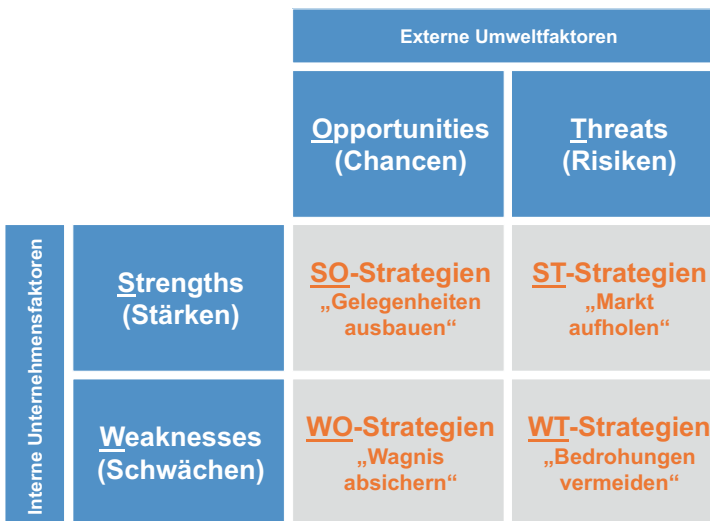 Externe Umweltfaktoren
Opportunities
(Chancen)
Threats
(Risiken)
Interne Unternehmensfaktoren
Strengths
(Stärken)
SO-Strategien
„Gelegenheiten
ausbauen“
ST-Strategien
„Markt
aufholen“
Weaknesses
(Schwächen)
WO-Strategien
„Wagnis
absichern“
WT-Strategien
„Bedrohungen
vermeiden“